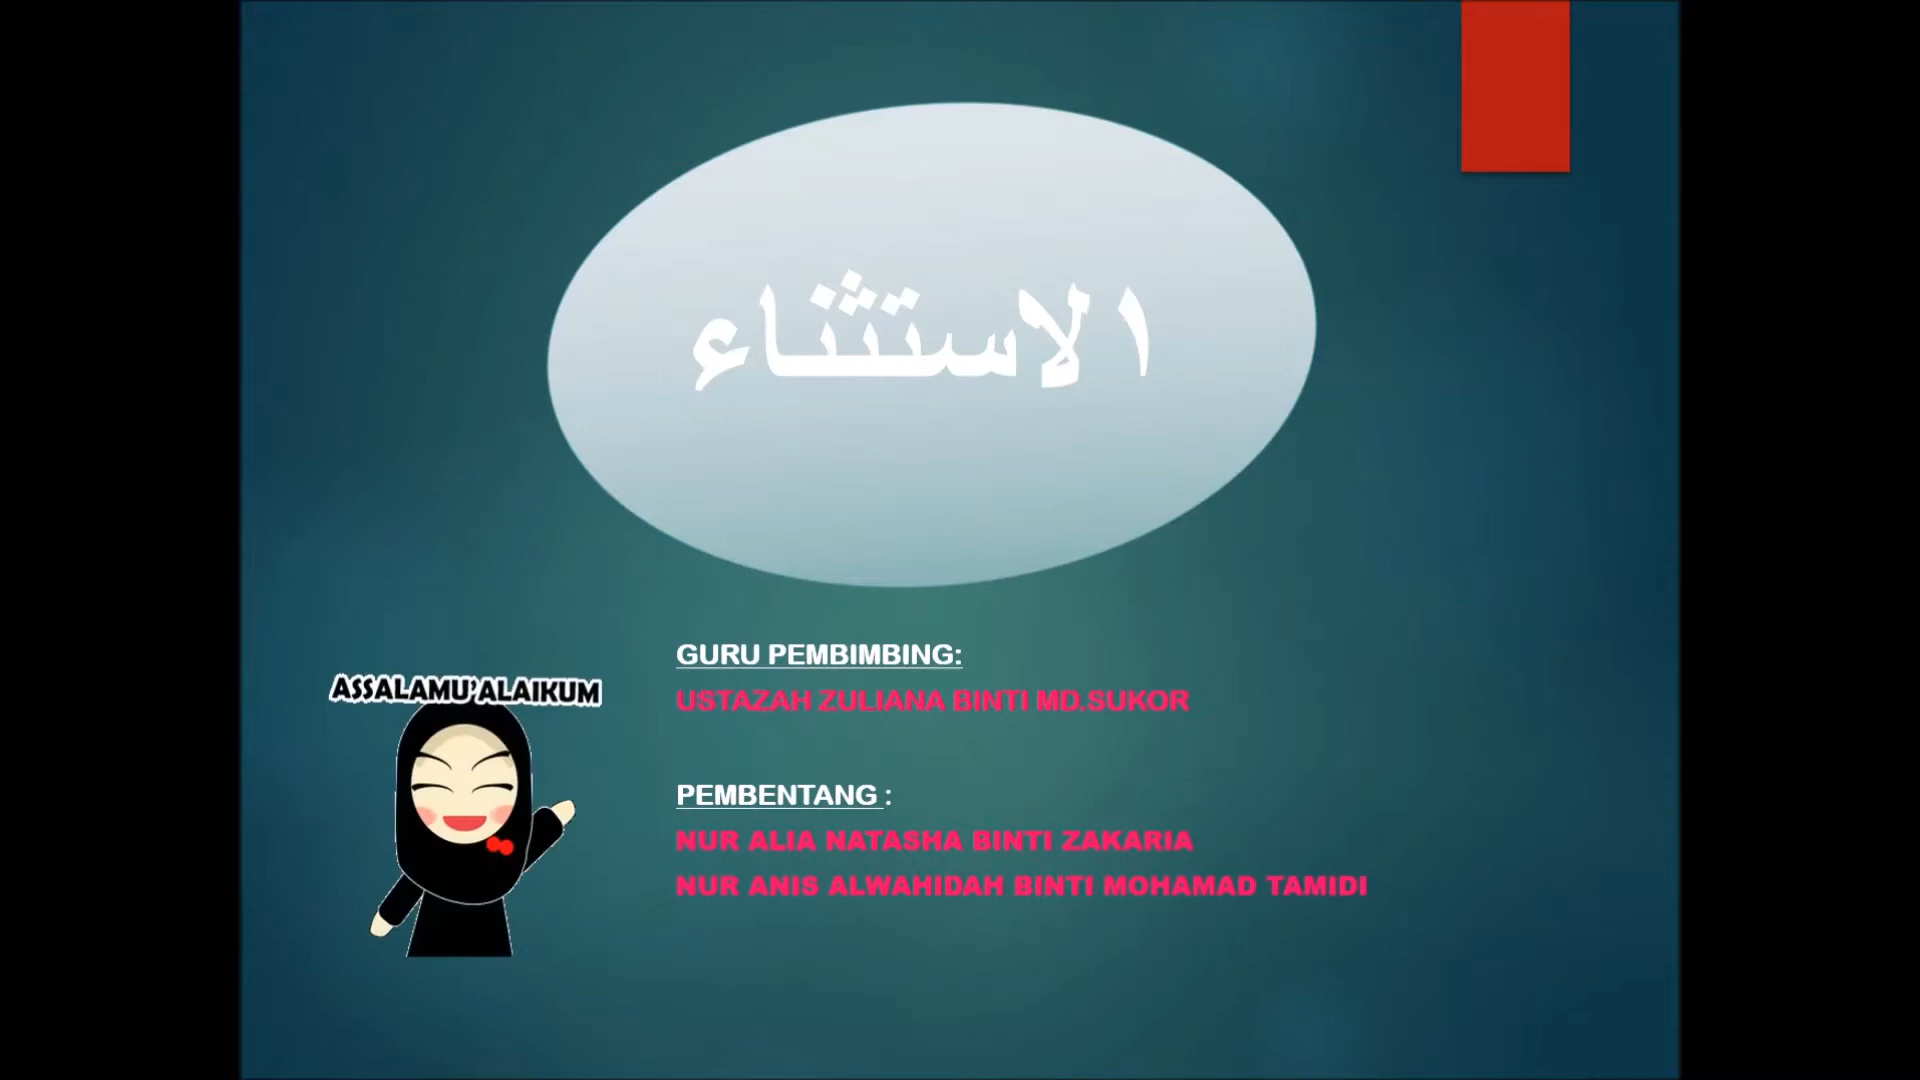 الاستثناء
GURU PEMBIMBING:
USTAZAH ZULIANA BINTI MD.SUKOR
ASSALAMU'ALAIKUM
PEMBENTANG :
NUR ALIA NATASHA BINTI ZAKARIA
NUR ANIS ALWAHIDAH BINTI MOHAMAD TAMIDI